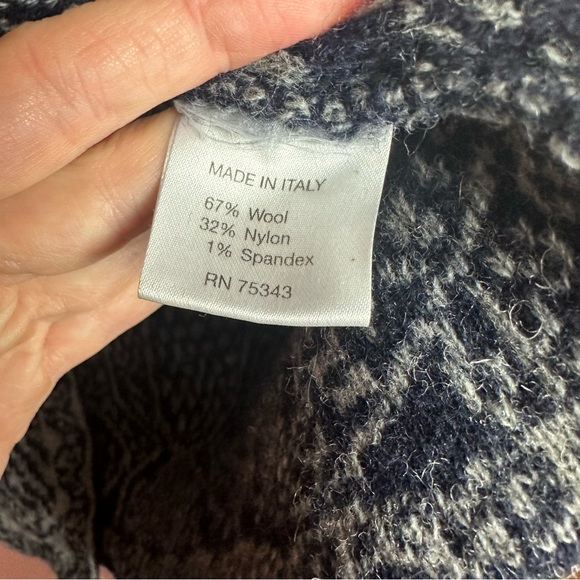 MADE IN ITALY
67% Wool
32% Nylon
1% Spandex
RN 75343